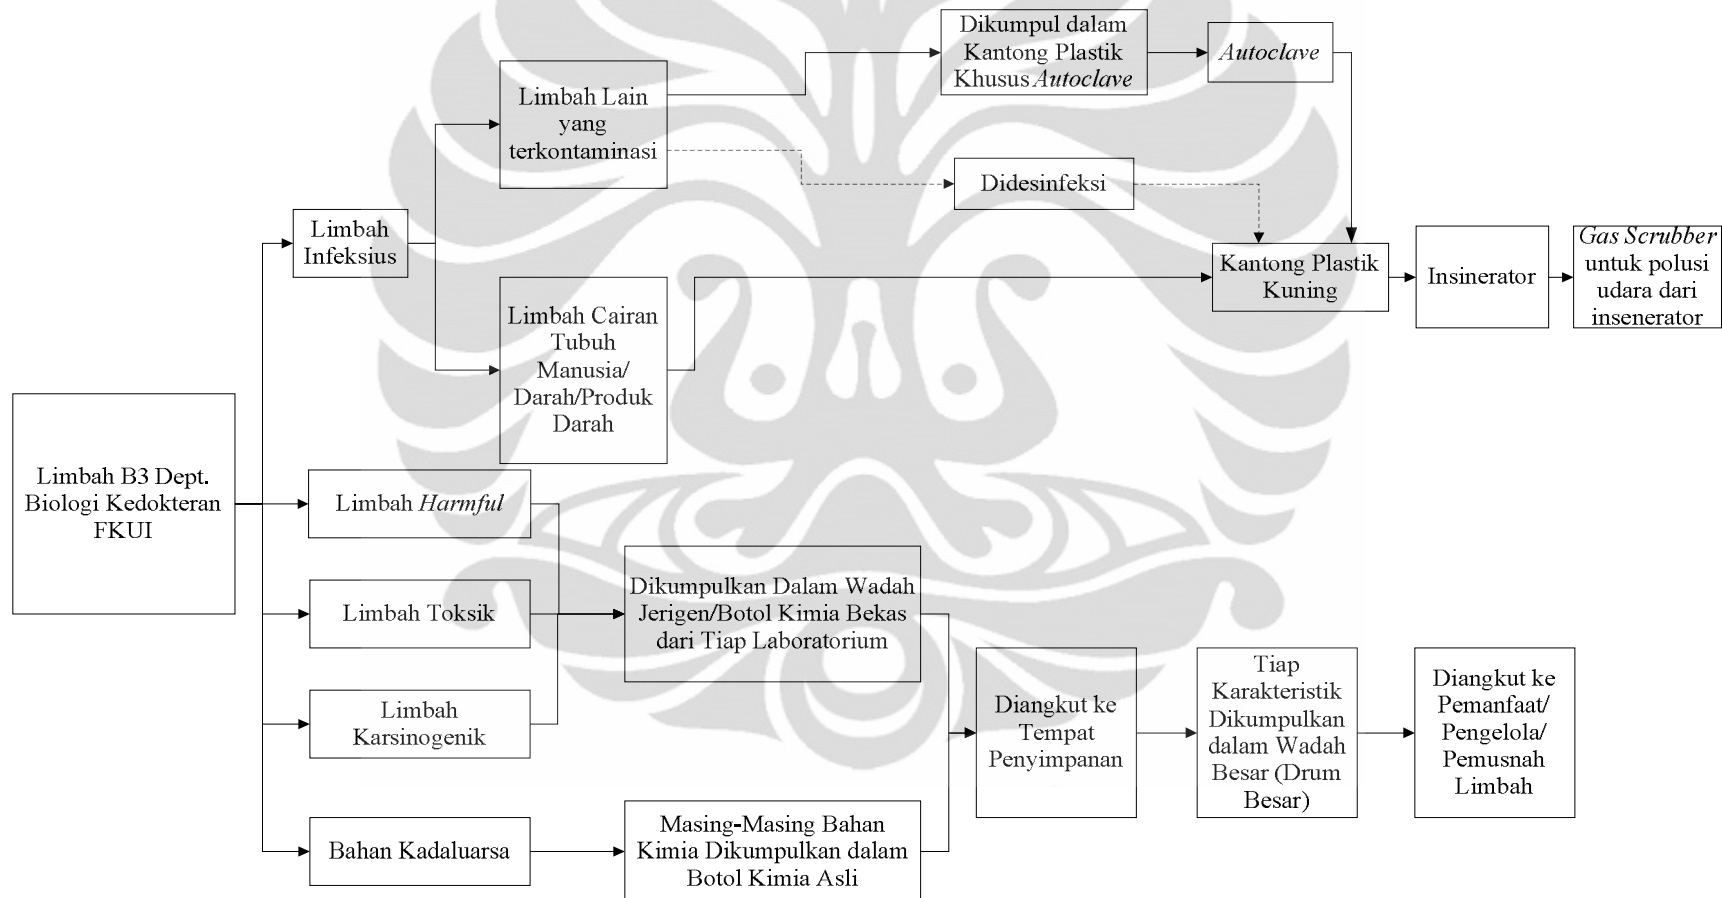 Dikumpul dalam
Kantong Plastik
Khusus Autoclave
Autoclave
Limbah Lain
yang
terkontaminasi
Didesinfeksi
Limbah
Infeksius
Kantong Plastik
Kuning
Insinerator
Gas Scrubber
untuk polusi
udara dari
insenerator
Limbah Cairan
Tubuh
Manusia/
Darah/Produk
Darah
Limbah B3 Dept.
Biologi Kedokteran
FKUI
Limbah Harmful
Limbah Toksik
Limbah
Karsinogenik
Bahan Kadaluarsa
Dikumpulkan Dalam Wadah
Jerigen/Botol Kimia Bekas
dari Tiap Laboratorium
Masing-Masing Bahan
Kimia Dikumpulkan dalam
Botol Kimia Asli
Diangkut ke
Tempat
Penyimpanan
Tiap
Karakteristik
Dikumpulkan
dalam Wadah
Besar (Drum
Besar)
Diangkut ke
Pemanfaat/
Pengelola/
Pemusnah
Limbah